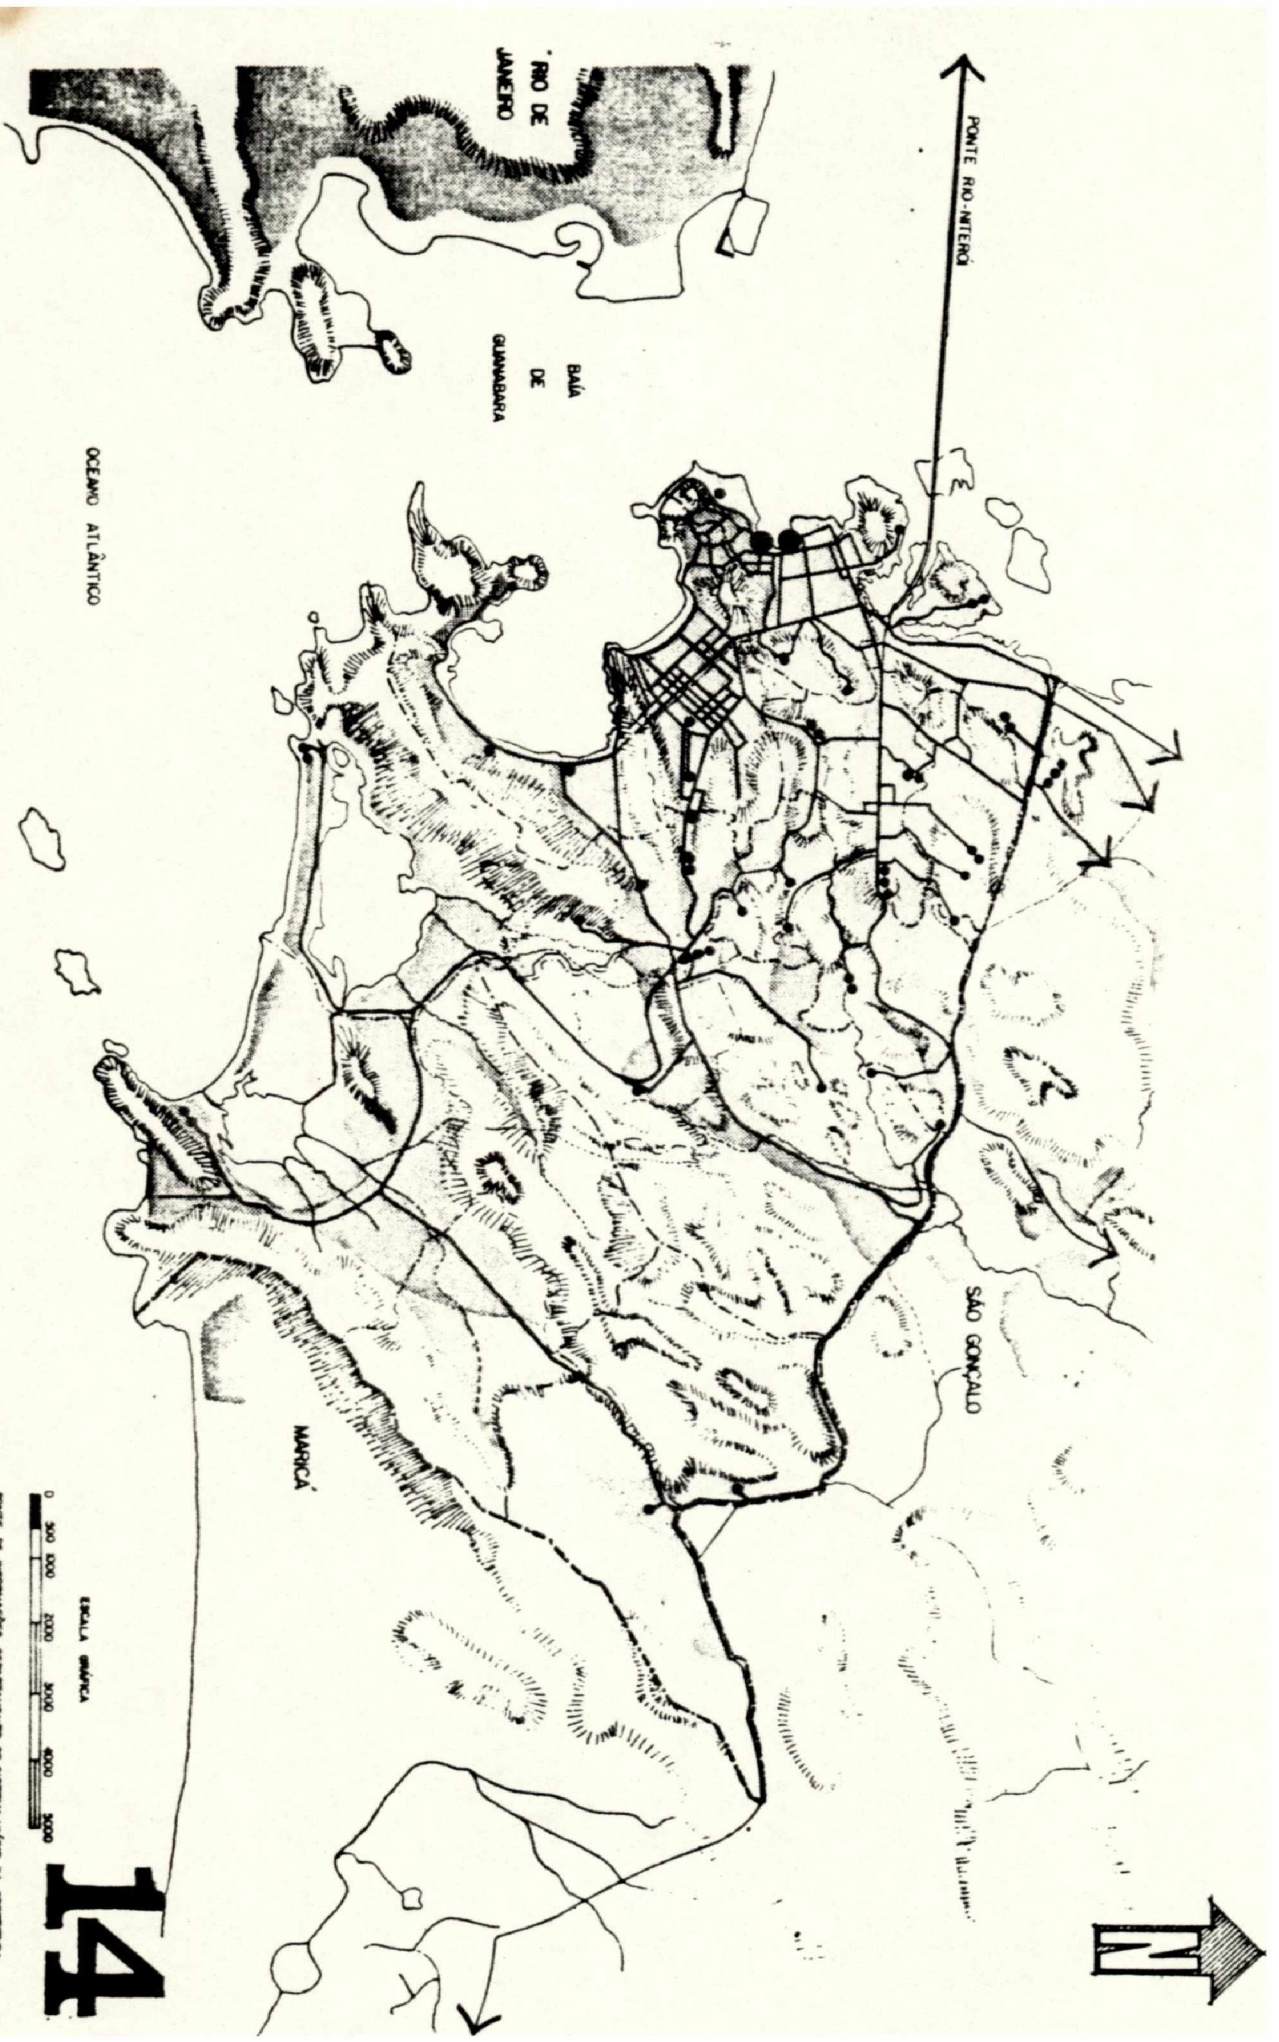 RIO DE
JANEIRO
PONTE RIO-NITERÓI
BAÍA
DE
GUANABARA
OCEANO ATLÂNTICO
SÃO GONÇALO
MARICÁ
ESCALA GRÁFICA
0 500 1000 2000 3000 4000 5000
14
N